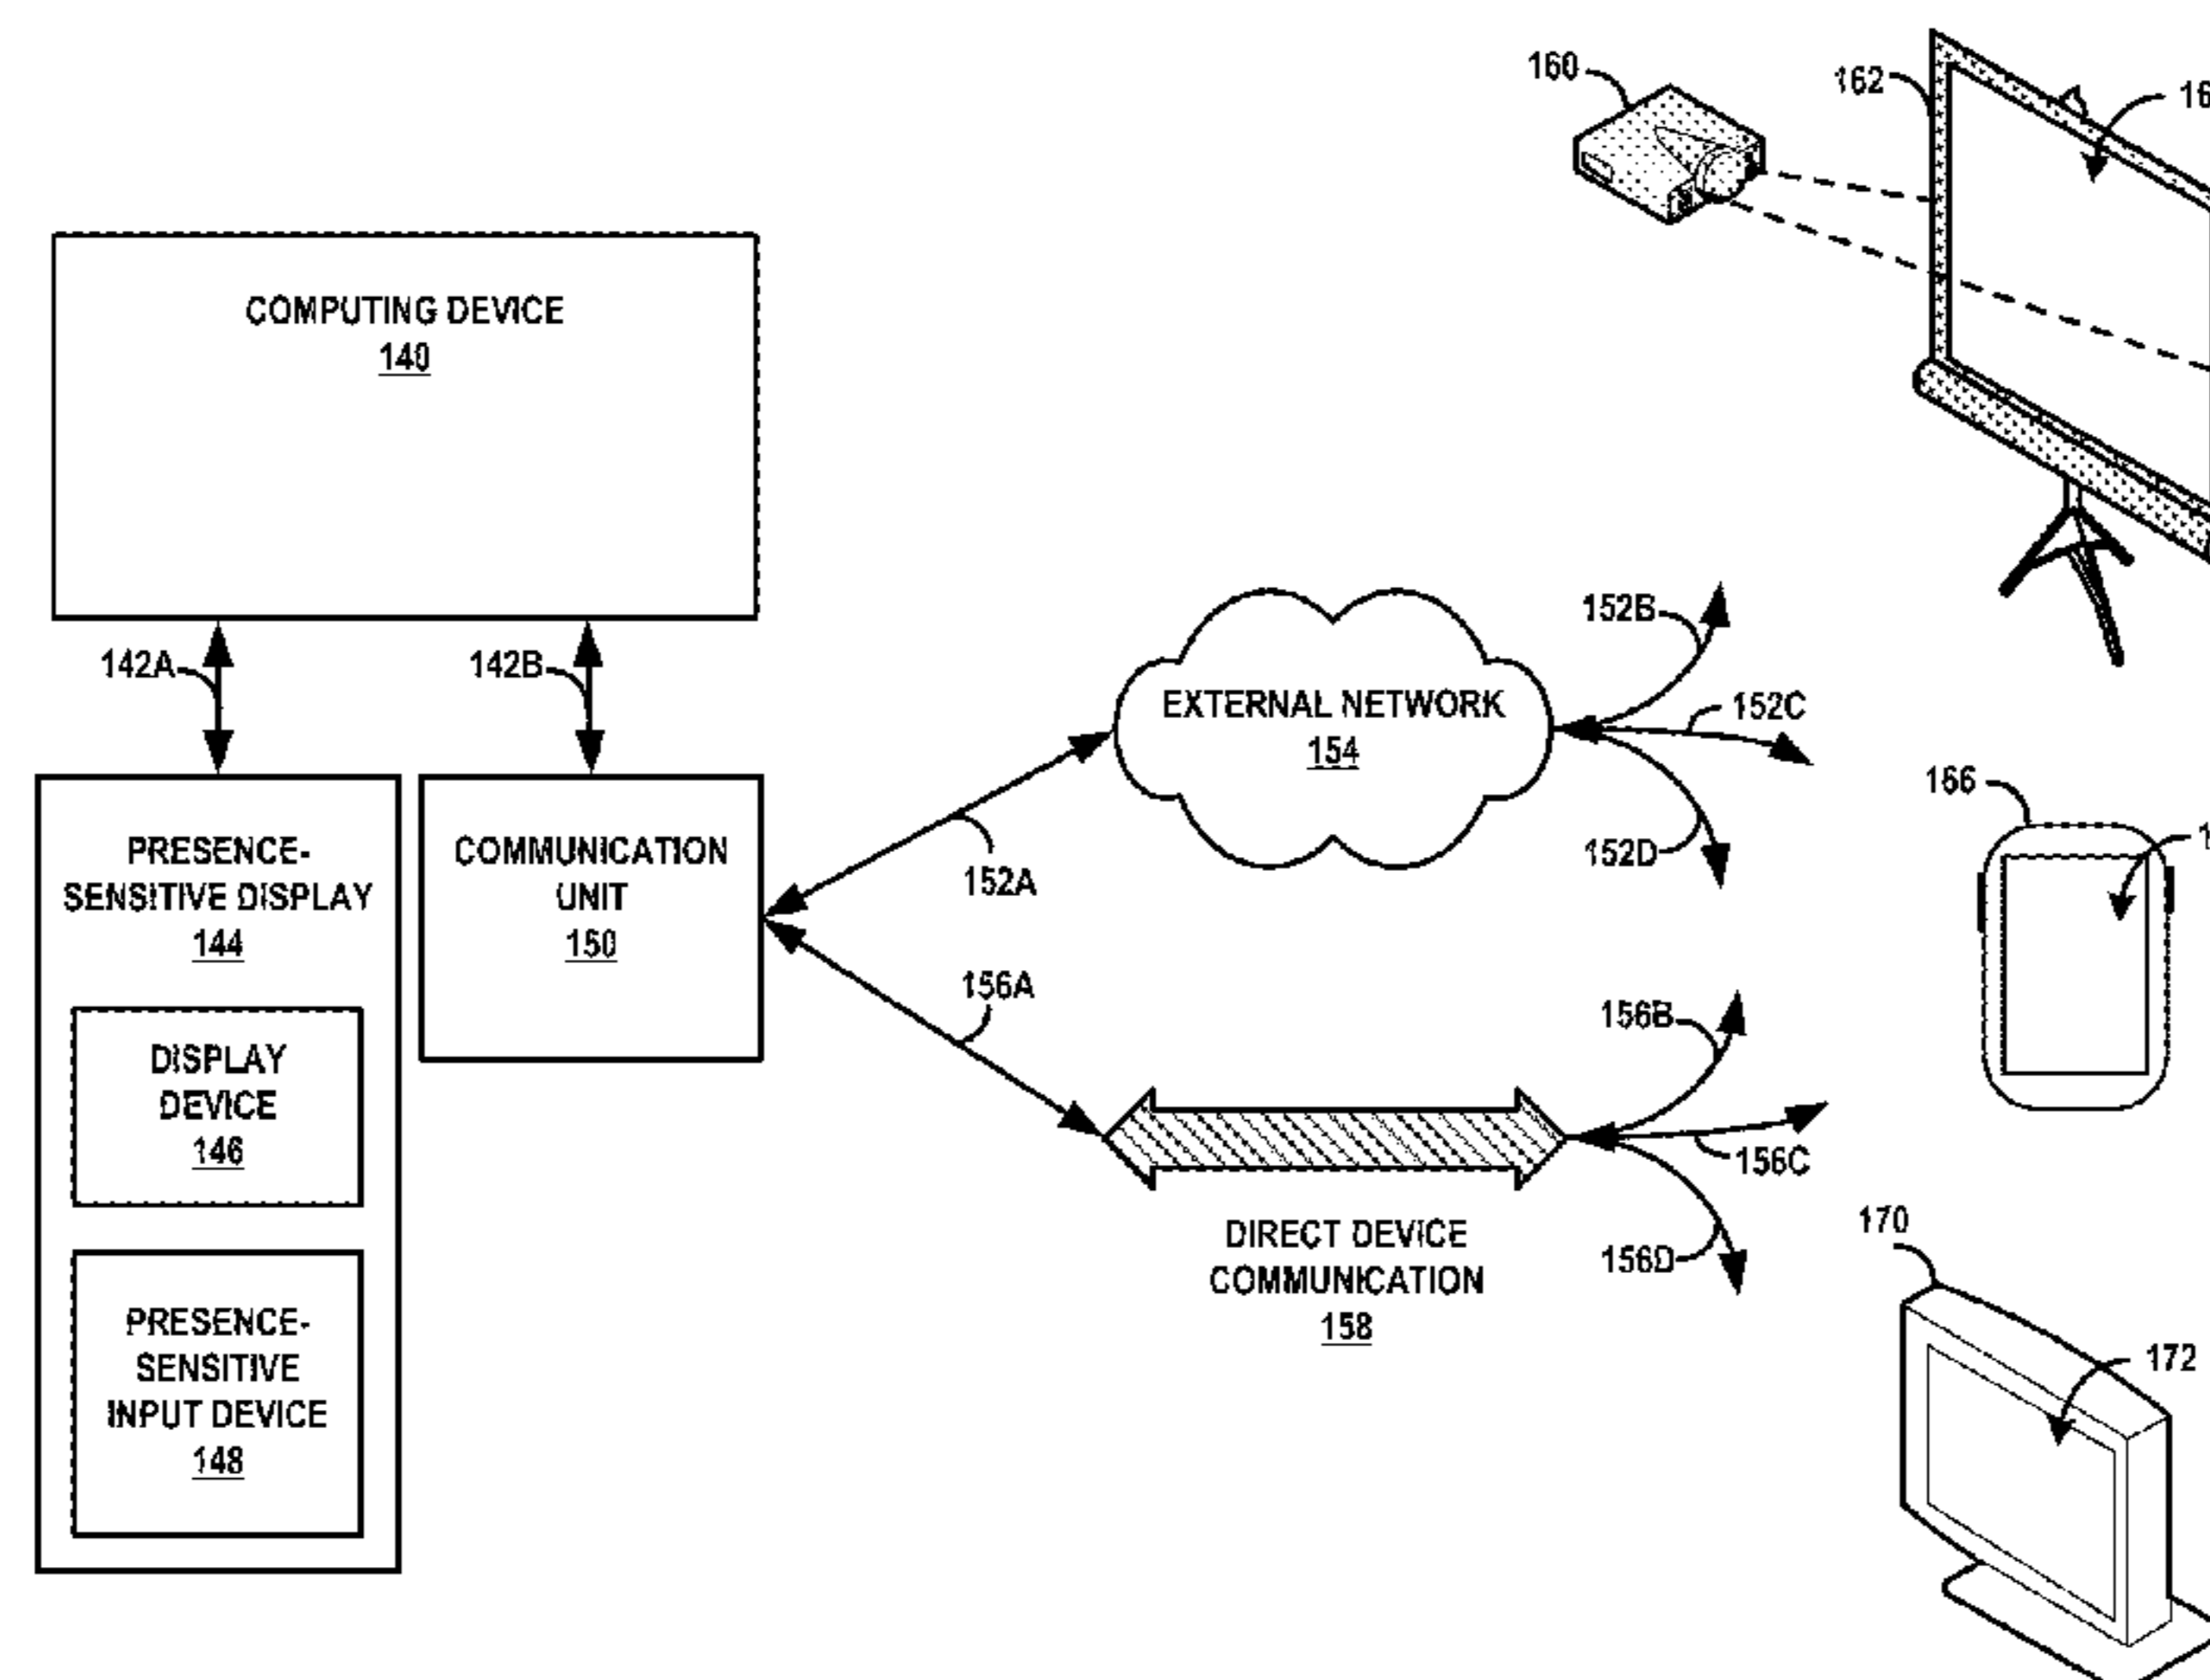 160
162
COMPUTING DEVICE
140
142A
142B
152B
EXTERNAL NETWORK
154
152C
166
PRESENCE-
SENSITIVE DISPLAY
144
COMMUNICATION
UNIT
150
152A
152D
156A
156B
DISPLAY
DEVICE
146
156C
DIRECT DEVICE
COMMUNICATION
158
156D
170
PRESENCE-
SENSITIVE
INPUT DEVICE
148
172